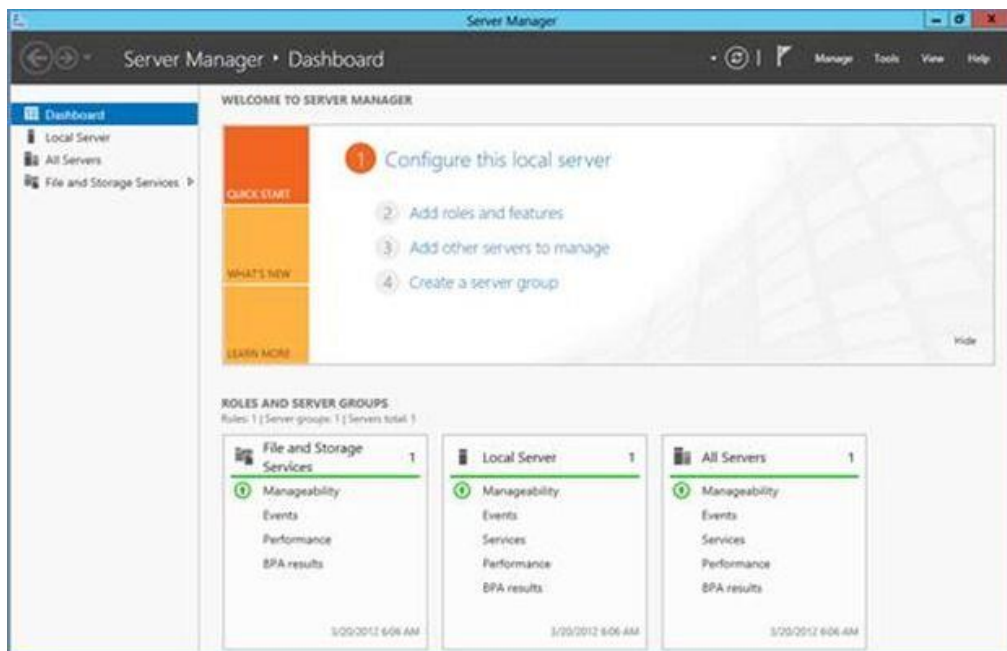 Server Manager
Server Manager • Dashboard
Manage Tools View Help
Dashboard
Local Server
All Servers
File and Storage Services
WELCOME TO SERVER MANAGER
QUICK START
WHAT'S NEW
LEARN MORE
1 Configure this local server
2 Add roles and features
3 Add other servers to manage
4 Create a server group
Hide
ROLES AND SERVER GROUPS
Roles: 1 | Server groups: 1 | Servers total: 1
File and Storage Services 1
Manageability
Events
Performance
BPA results
3/20/2012 6:06 AM
Local Server 1
Manageability
Events
Services
Performance
BPA results
3/20/2012 6:06 AM
All Servers 1
Manageability
Events
Services
Performance
BPA results
3/20/2012 6:06 AM